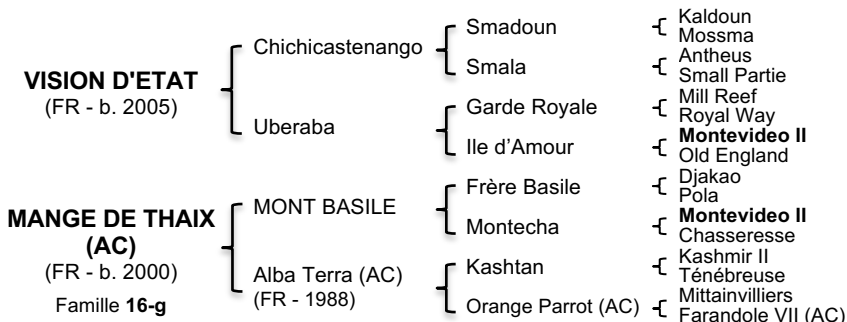 VISION D'ETAT
(FR - b. 2005)
Chichicastenango
Smadoun
Kaldoun
Mossma
Smala
Antheus
Small Partie
Uberaba
Garde Royale
Mill Reef
Royal Way
Ile d’Amour
Montevideo II
Old England
MANGE DE THAIX
(AC)
(FR - b. 2000)
Famille 16-g
MONT BASILE
Frère Basile
Djakao
Pola
Montecha
Montevideo II
Chasseresse
Alba Terra (AC)
(FR - 1988)
Kashtan
Kashmir II
Ténébreuse
Orange Parrot (AC)
Mittainvilliers
Farandole VII (AC)